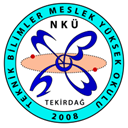 TEKNİK BİLİMLER MESLEK YÜKSEK OKULU
NKÜ
TEKİRDAĞ
2008